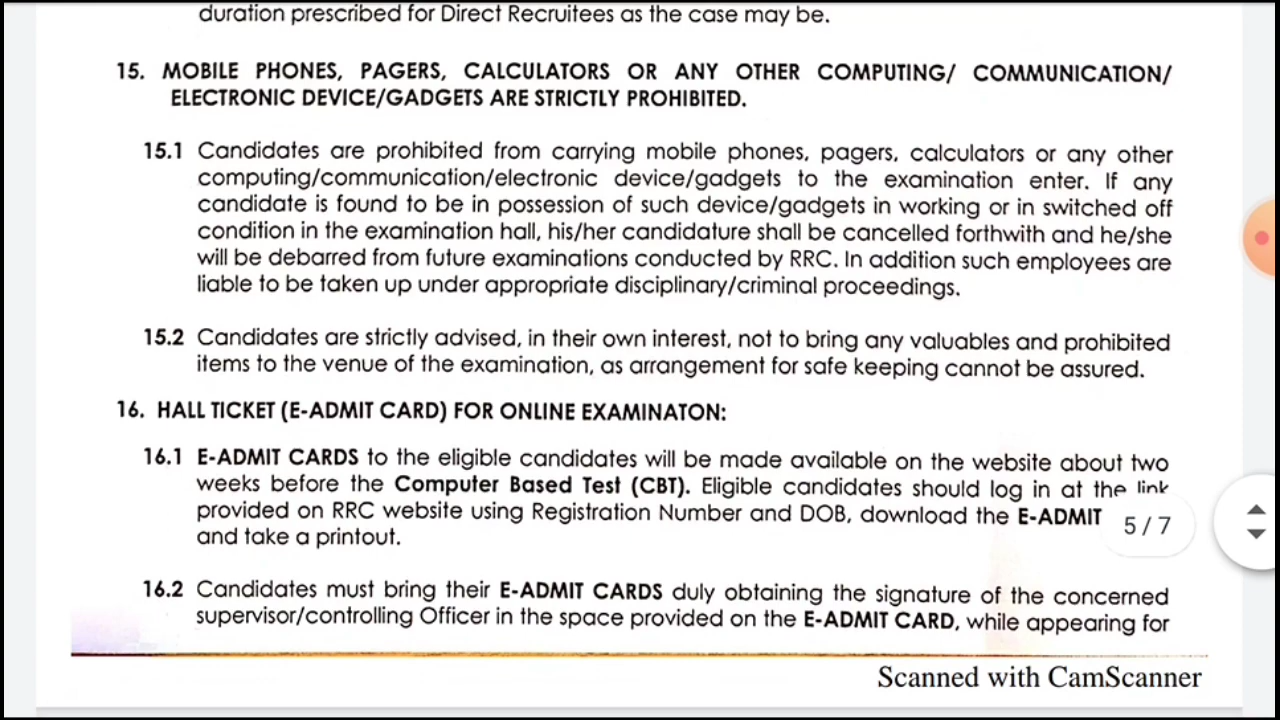 duration prescribed for Direct Recruitees as the case may be.
15. MOBILE PHONES, PAGERS, CALCULATORS OR ANY OTHER COMPUTING/ COMMUNICATION/
ELECTRONIC DEVICE/GADGETS ARE STRICTLY PROHIBITED.
15.1 Candidates are prohibited from carrying mobile phones, pagers, calculators or any other
computing/communication/electronic device/gadgets to the examination enter. If any
candidate is found to be in possession of such device/gadgets in working or in switched off
condition in the examination hall, his/her candidature shall be cancelled forthwith and he/she
will be debarred from future examinations conducted by RRC. In addition such employees are
liable to be taken up under appropriate disciplinary/criminal proceedings.
15.2 Candidates are strictly advised, in their own interest, not to bring any valuables and prohibited
items to the venue of the examination, as arrangement for safe keeping cannot be assured.
16. HALL TICKET (E-ADMIT CARD) FOR ONLINE EXAMINATON:
16.1 E-ADMIT CARDS to the eligible candidates will be made available on the website about two
weeks before the Computer Based Test (CBT). Eligible candidates should log in at the link
provided on RRC website using Registration Number and DOB, download the E-ADMIT
and take a printout.
5 / 7
16.2 Candidates must bring their E-ADMIT CARDS duly obtaining the signature of the concerned
supervisor/controlling Officer in the space provided on the E-ADMIT CARD, while appearing for
Scanned with CamScanner